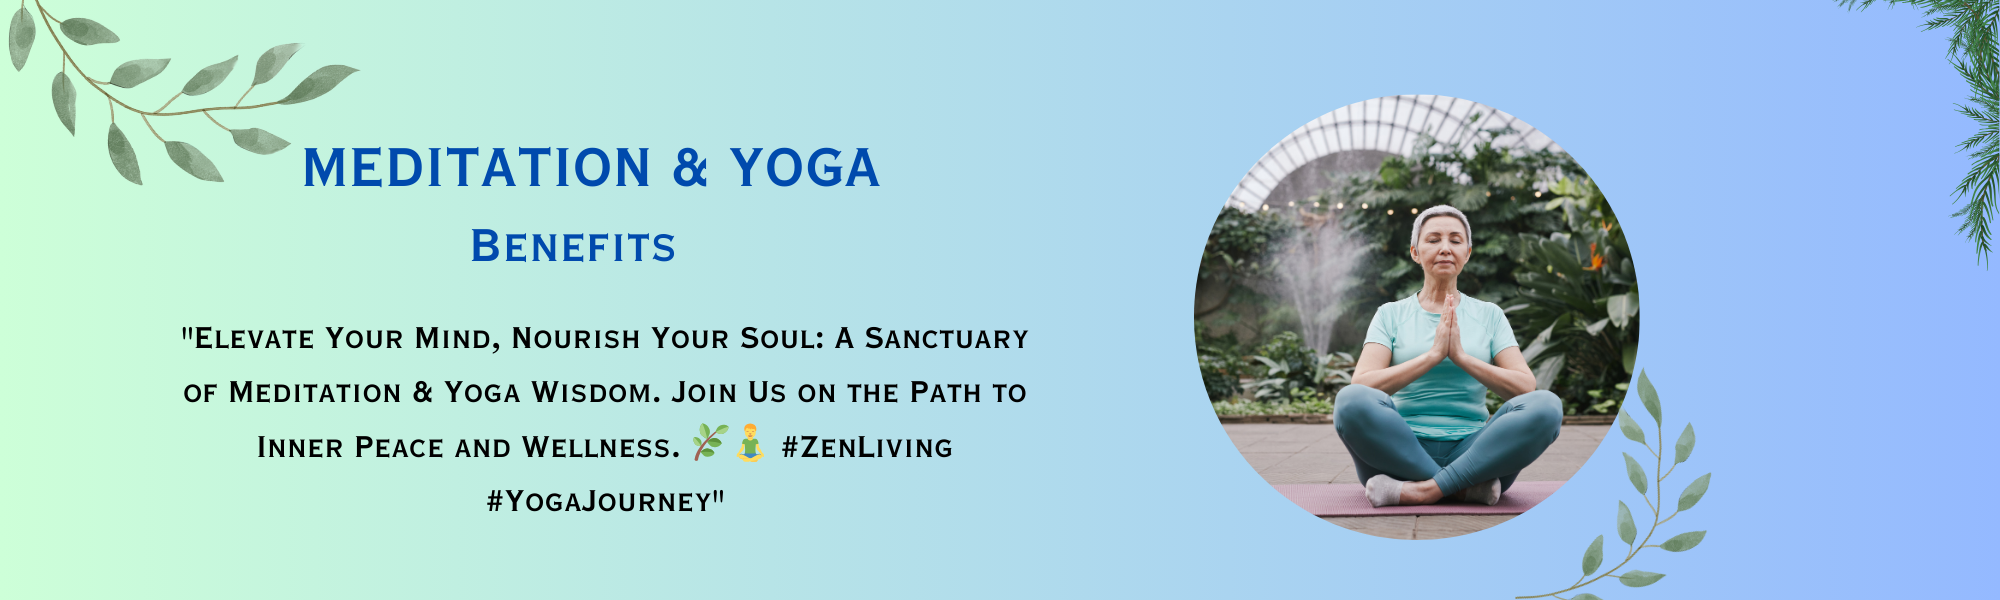 MEDITATION & YOGA
BENEFITS
"ELEVATE YOUR MIND, NOURISH YOUR SOUL: A SANCTUARY
OF MEDITATION & YOGA WISDOM. JOIN US ON THE PATH TO
INNER PEACE AND WELLNESS. 🌿🧘‍♂️ #ZENLIVING
#YOGAJOURNEY"